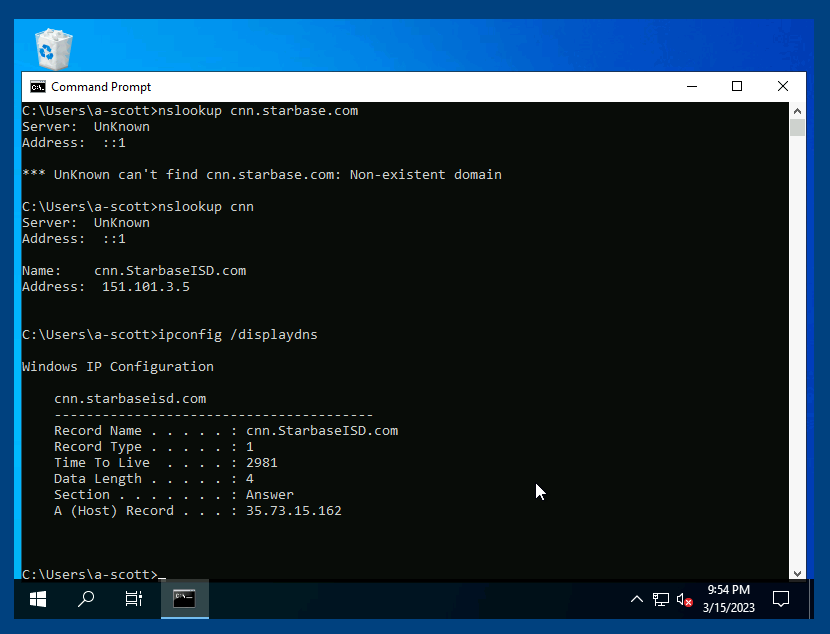 Command Prompt
C:\Users\a-scott>nslookup cnn.starbase.com
Server:  UnKnown
Address:  ::1
*** UnKnown can't find cnn.starbase.com: Non-existent domain
C:\Users\a-scott>nslookup cnn
Server:  UnKnown
Address:  ::1
Name:    cnn.StarbaseISD.com
Address:  151.101.3.5
C:\Users\a-scott>ipconfig /displaydns
Windows IP Configuration
    cnn.starbaseisd.com
    ----------------------------------------
    Record Name . . . . . : cnn.StarbaseISD.com
    Record Type . . . . . : 1
    Time To Live  . . . . : 2981
    Data Length . . . . . : 4
    Section . . . . . . . : Answer
    A (Host) Record . . . : 35.73.15.162
C:\Users\a-scott>_
9:54 PM
3/15/2023